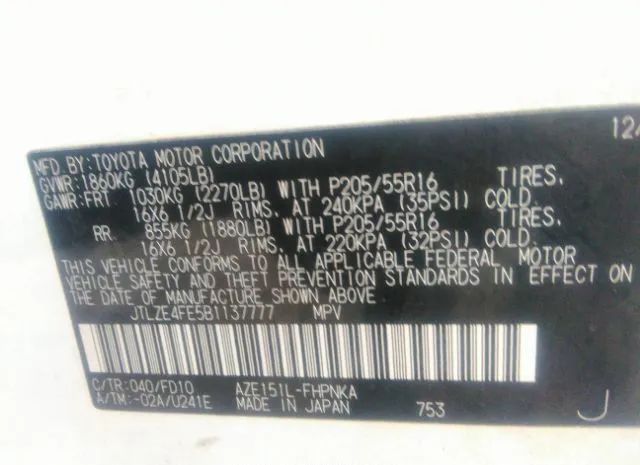 12/
MFD.BY:TOYOTA MOTOR CORPORATION
GVWR:1860KG (4105LB)
GAWR:FRT 1030KG (2270LB) WITH P205/55R16 TIRES,
16X6 1/2J RIMS, AT 240KPA (35PSI) COLD.
RR. 855KG (1880LB) WITH P205/55R16 TIRES,
16X6 1/2J RIMS, AT 220KPA (32PSI) COLD.
THIS VEHICLE CONFORMS TO ALL APPLICABLE FEDERAL MOTOR
VEHICLE SAFETY AND THEFT PREVENTION STANDARDS IN EFFECT ON
THE DATE OF MANUFACTURE SHOWN ABOVE.
JTLZE4FE5B1137777 MPV
C/TR:040/FD10 AZE151L-FHPNKA
A/TM:-02A/U241E MADE IN JAPAN 753 J